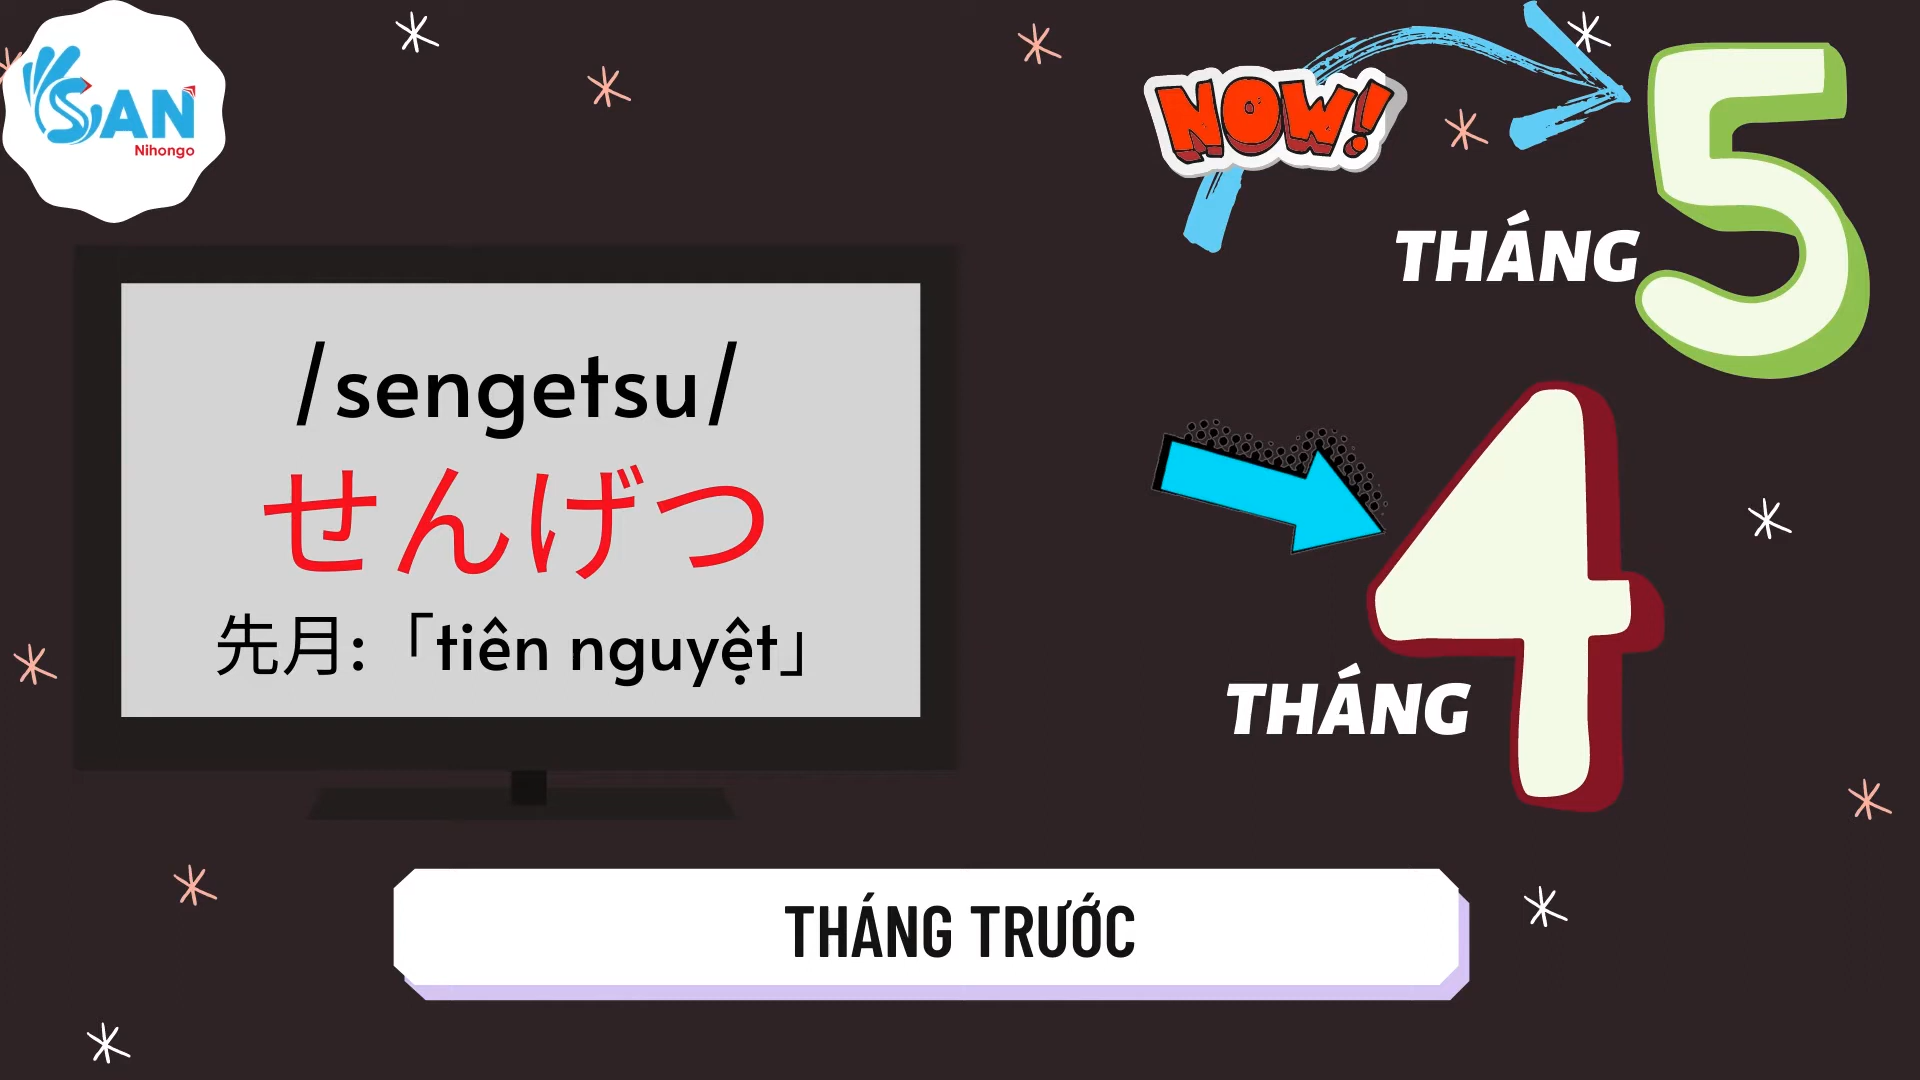 SAN
Nihongo
NOW!
THÁNG 5
/sengetsu/
せんげつ
先月:「tiên nguyệt」
THÁNG 4
THÁNG TRƯỚC